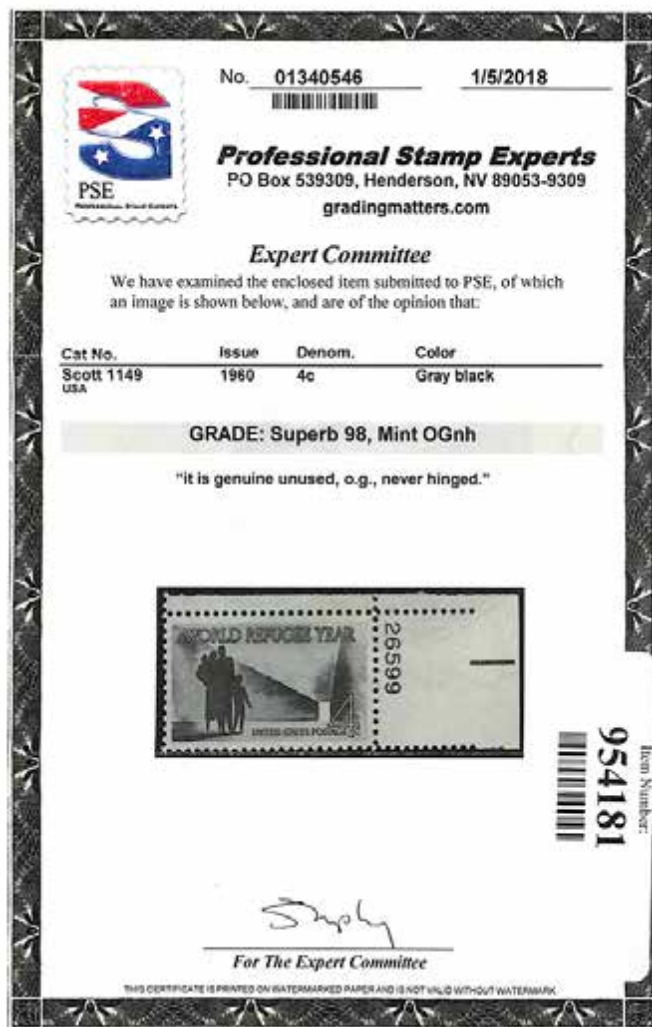 No. 01340546 1/5/2018
PSE
Professional Stamp Experts
PO Box 539309, Henderson, NV 89053-9309
gradingmatters.com
Expert Committee
We have examined the enclosed item submitted to PSE, of which
an image is shown below, and are of the opinion that:
Cat No. Issue Denom. Color
Scott 1149 1960 4c Gray black
USA
GRADE: Superb 98, Mint OGnh
"it is genuine unused, o.g., never hinged."
WORLD REFUGEE YEAR
UNITED STATES POSTAGE 4¢
26599
Item Number:
954181
For The Expert Committee
THIS CERTIFICATE IS PRINTED ON WATERMARKED PAPER AND IS NOT VALID WITHOUT WATERMARK